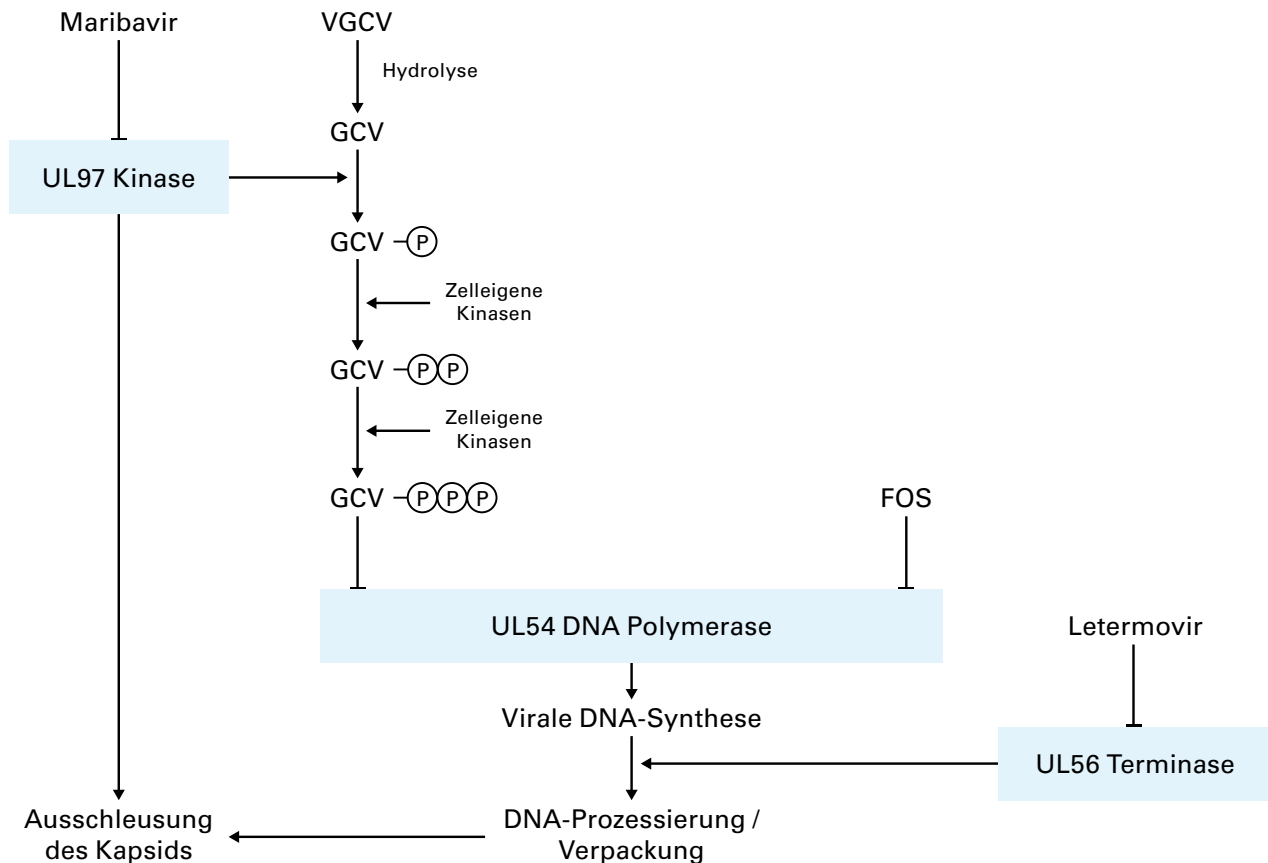 Maribavir
VGCV
Hydrolyse
GCV
UL97 Kinase
GCV P
Zelleigene
Kinasen
GCV PP
Zelleigene
Kinasen
GCV PPP
FOS
UL54 DNA Polymerase
Letermovir
Virale DNA-Synthese
UL56 Terminase
Ausschleusung
des Kapsids
DNA-Prozessierung /
Verpackung